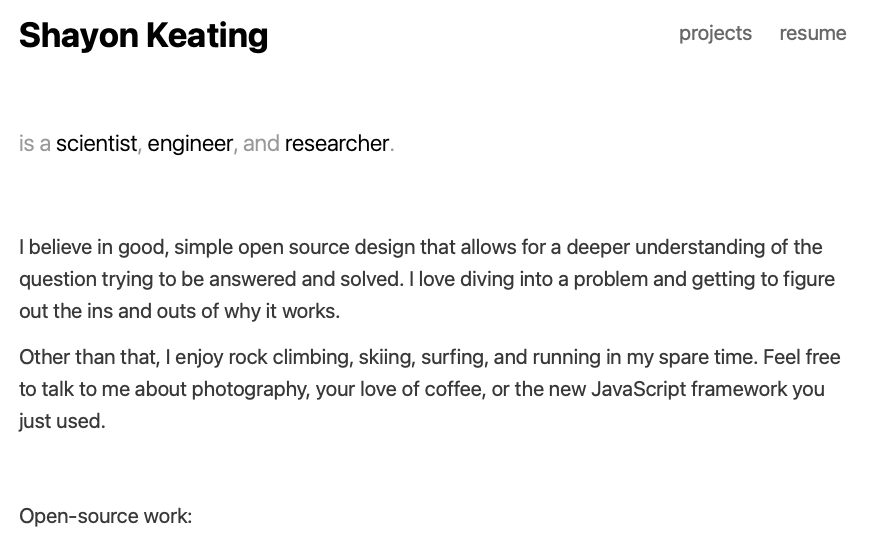 Shayon Keating
projects resume
is a scientist, engineer, and researcher.
I believe in good, simple open source design that allows for a deeper understanding of the
question trying to be answered and solved. I love diving into a problem and getting to figure
out the ins and outs of why it works.
Other than that, I enjoy rock climbing, skiing, surfing, and running in my spare time. Feel free
to talk to me about photography, your love of coffee, or the new JavaScript framework you
just used.
Open-source work: